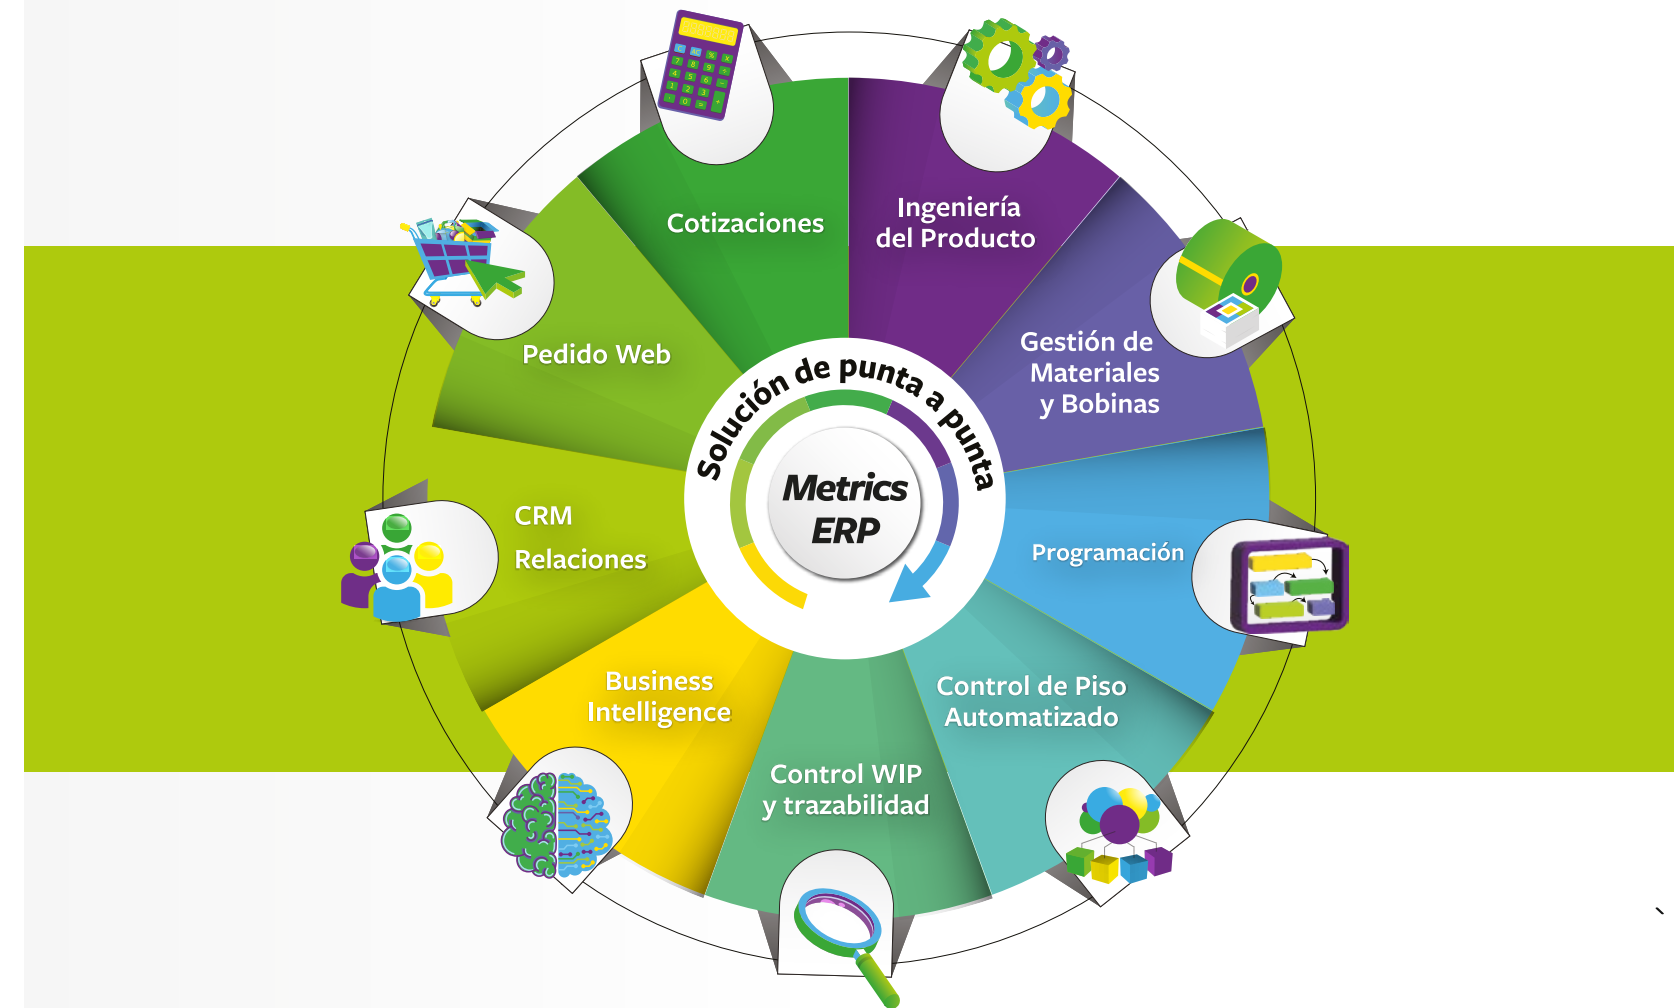 Cotizaciones
Ingeniería
del Producto
Gestión de
Materiales
y Bobinas
Programación
Control de Piso
Automatizado
Control WIP
y trazabilidad
Business
Intelligence
CRM
Relaciones
Pedido Web
Solución de punta a punta
Metrics
ERP